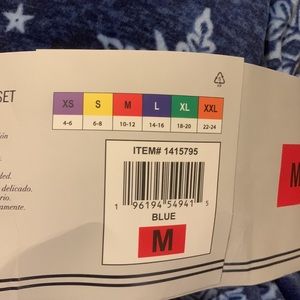 SET
XS S M L XL XXL
4-6 6-8 10-12 14-16 18-20 22-24
ITEM# 1415795
1 96194 54941 5
BLUE
M
M
delicado.